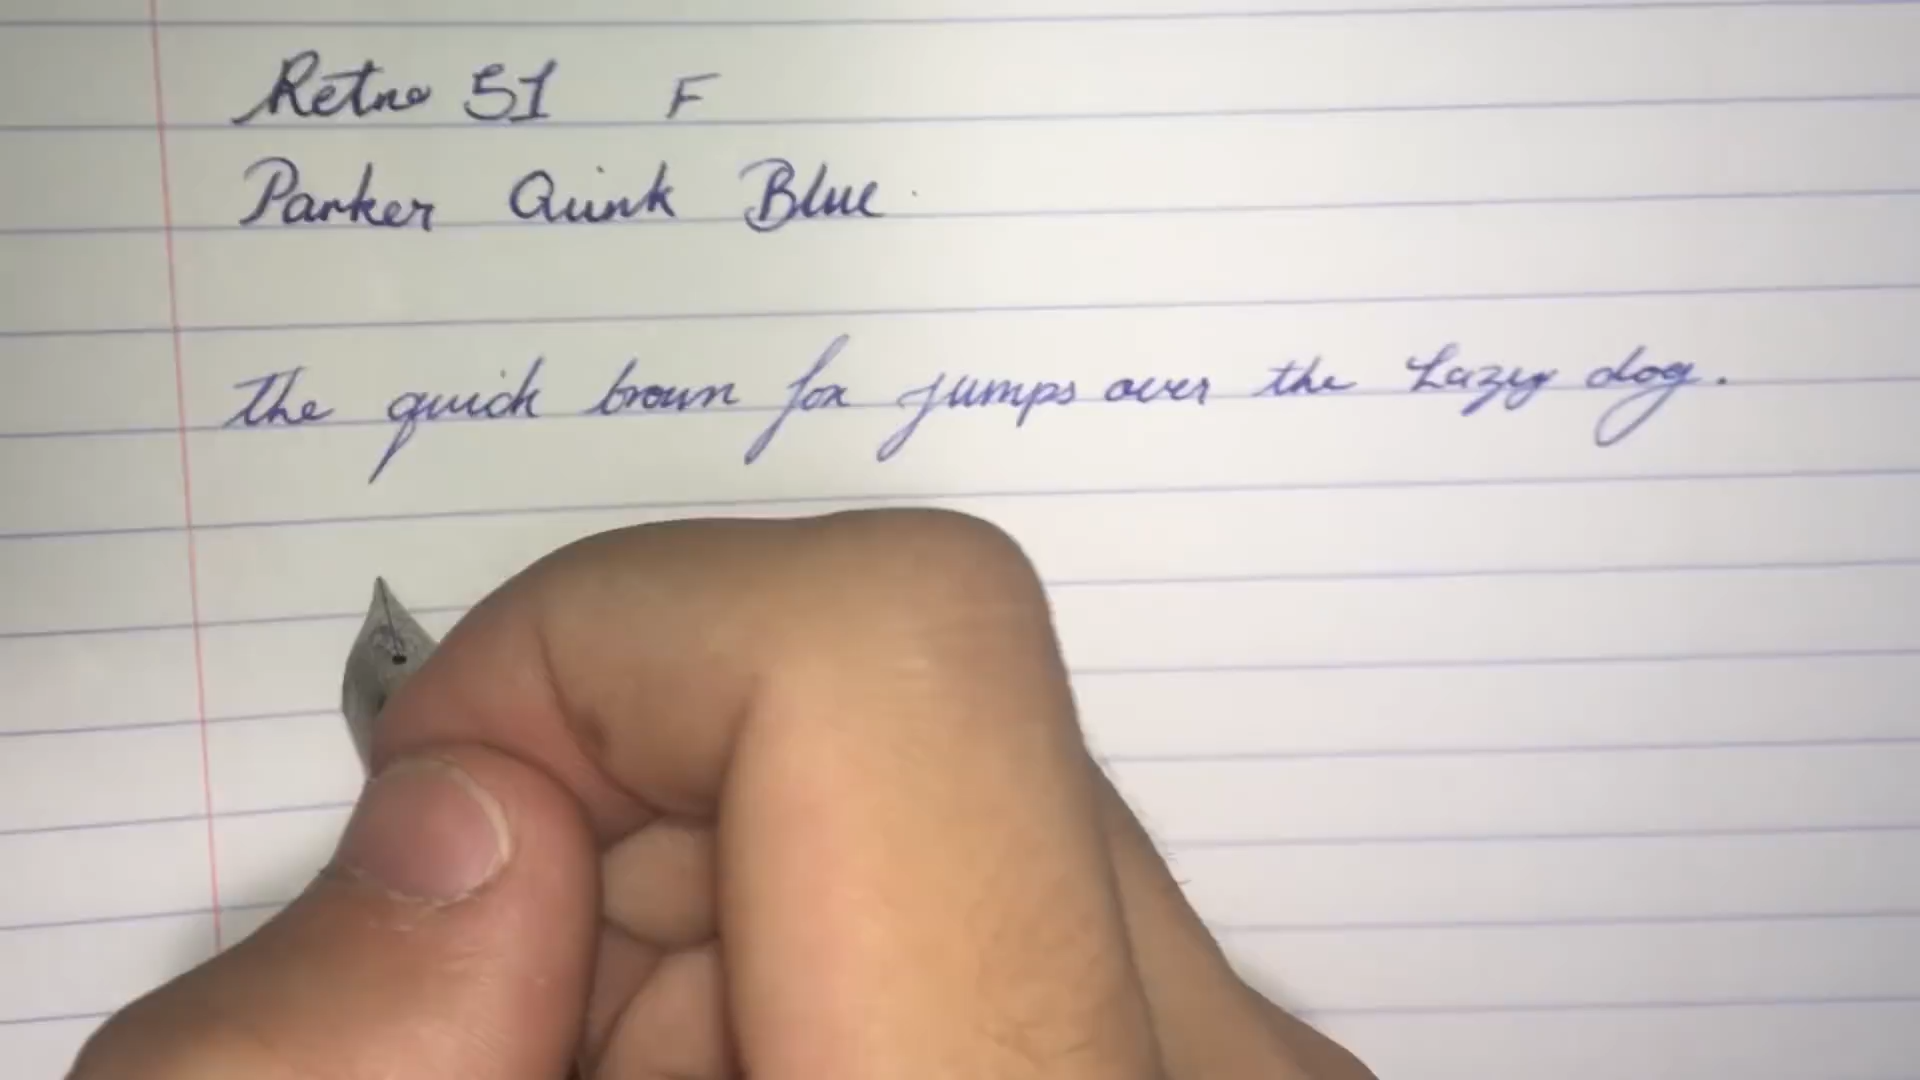 Retro 51 F
Parker Quink Blue
The quick brown fox jumps over the Lazy dog.